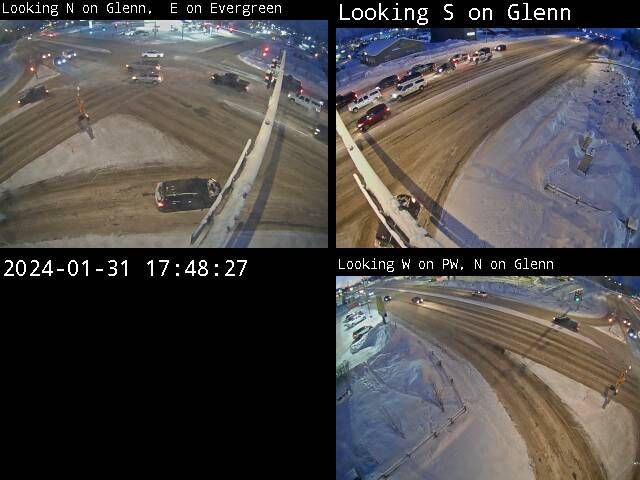 Looking N on Glenn,  E on Evergreen
Looking S on Glenn
2024-01-31 17:48:27
Looking W on PW, N on Glenn